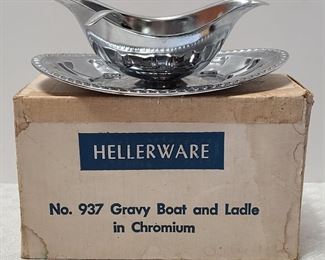 HELLERWARE
No. 937 Gravy Boat and Ladle
in Chromium